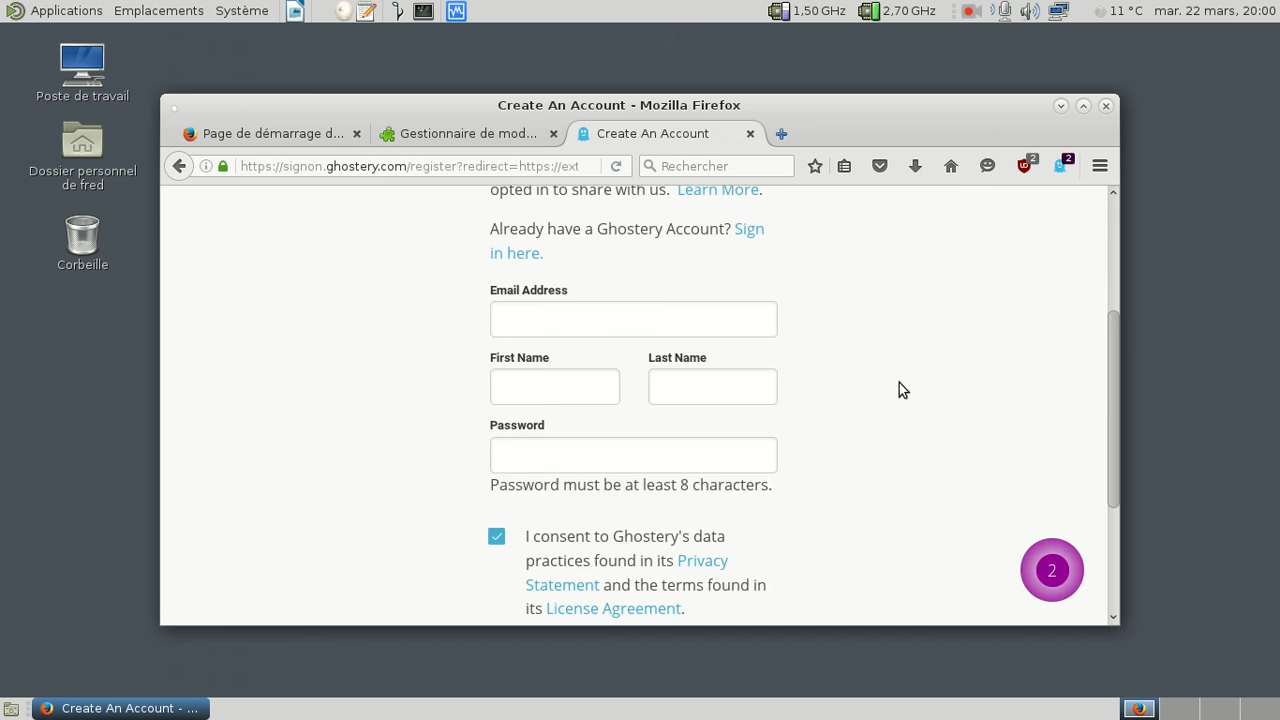 Applications Emplacements Système 1,50 GHz 2,70 GHz 11 °C mar. 22 mars, 20:00
Poste de travail
Dossier personnel
de fred
Corbeille
Create An Account - Mozilla Firefox
Page de démarrage d... Gestionnaire de mod... Create An Account
https://signon.ghostery.com/register?redirect=https://ext Rechercher 2 2
opted in to share with us. Learn More.
Already have a Ghostery Account? Sign
in here.
Email Address
First Name Last Name
Password
Password must be at least 8 characters.
I consent to Ghostery's data
practices found in its Privacy
Statement and the terms found in
its License Agreement.
2
Create An Account - ...